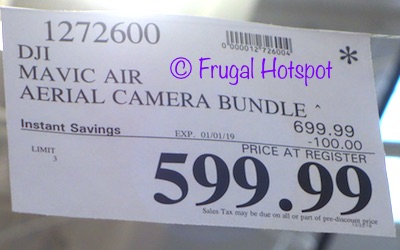 1272600
000012726004
DJI
*
© Frugal Hotspot
MAVIC AIR
AERIAL CAMERA BUNDLE ^
699.99
Instant Savings EXP. 01/01/19 -100.00
LIMIT
3
PRICE AT REGISTER
599.99
Sales Tax may be due on all or part of pre-discount price